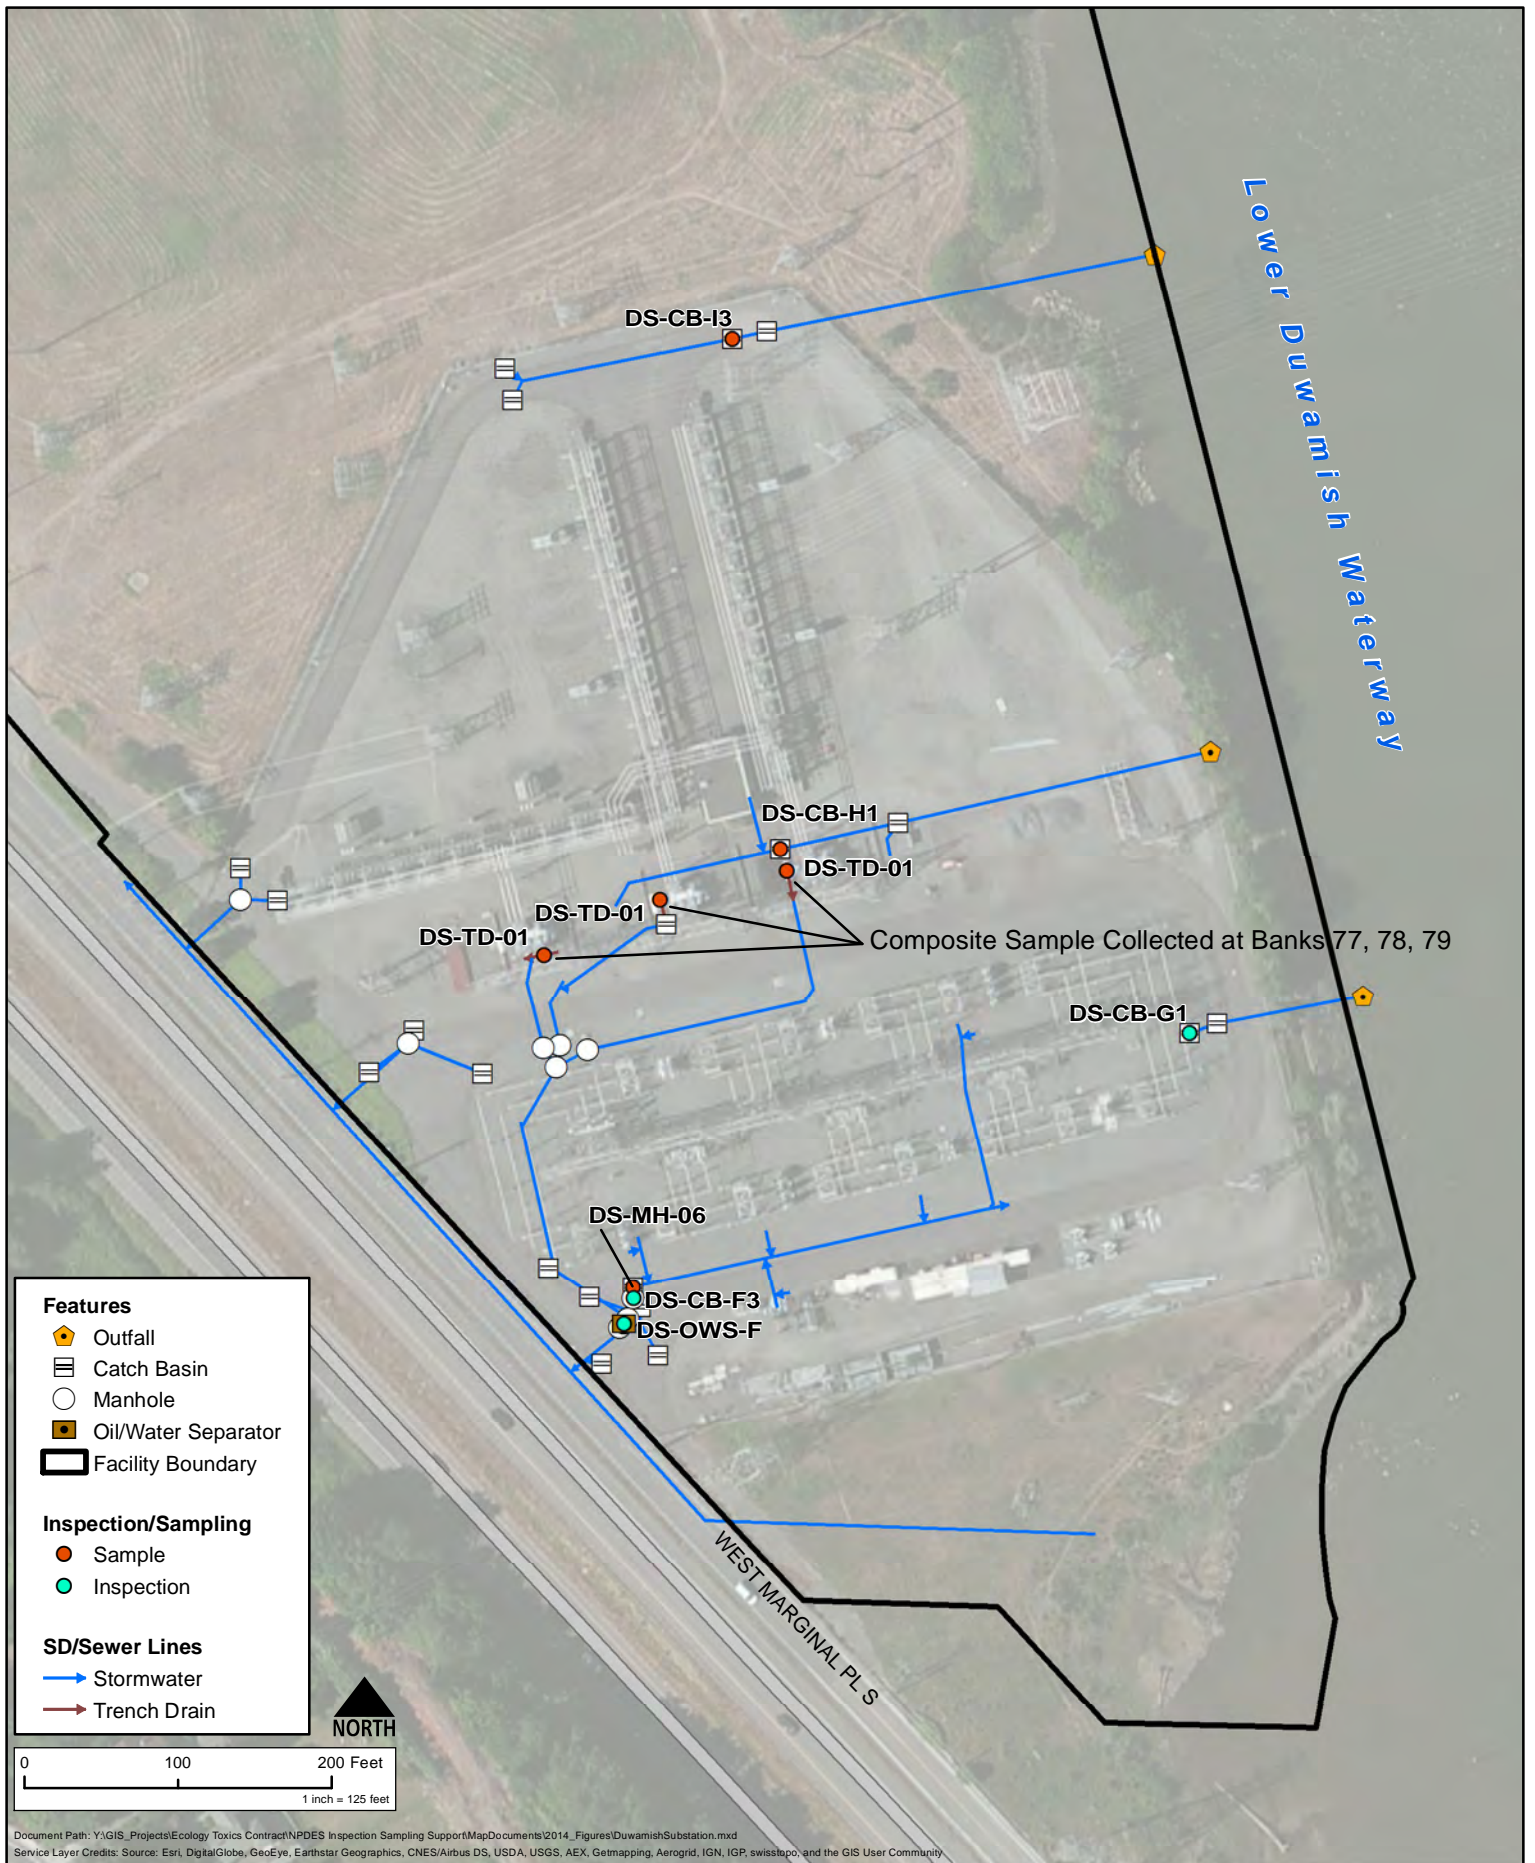 Lower Duwamish Waterway
DS-CB-I3
DS-CB-H1
DS-TD-01
DS-TD-01
DS-TD-01
Composite Sample Collected at Banks 77, 78, 79
DS-CB-G1
DS-MH-06
DS-CB-F3
DS-OWS-F
WEST MARGINAL PL S
Features
Outfall
Catch Basin
Manhole
Oil/Water Separator
Facility Boundary
Inspection/Sampling
Sample
Inspection
SD/Sewer Lines
Stormwater
Trench Drain
NORTH
0 100 200 Feet
1 inch = 125 feet
Document Path: Y:\GIS_Projects\Ecology Toxics Contract\NPDES Inspection Sampling Support\MapDocuments\2014_Figures\DuwamishSubstation.mxd
Service Layer Credits: Source: Esri, DigitalGlobe, GeoEye, Earthstar Geographics, CNES/Airbus DS, USDA, USGS, AEX, Getmapping, Aerogrid, IGN, IGP, swisstopo, and the GIS User Community